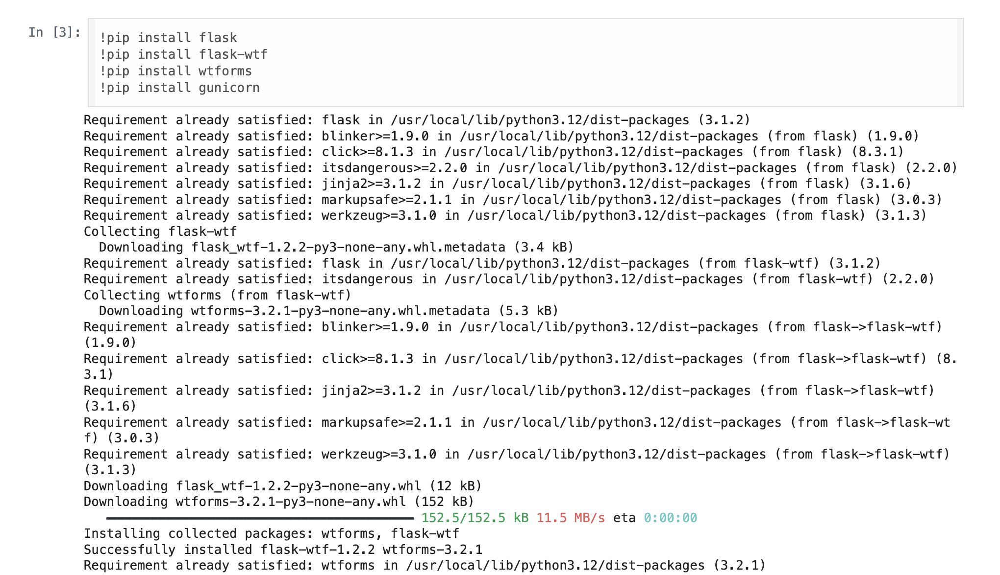 In [3]:
!pip install flask
!pip install flask-wtf
!pip install wtforms
!pip install gunicorn
Requirement already satisfied: flask in /usr/local/lib/python3.12/dist-packages (3.1.2)
Requirement already satisfied: blinker>=1.9.0 in /usr/local/lib/python3.12/dist-packages (from flask) (1.9.0)
Requirement already satisfied: click>=8.1.3 in /usr/local/lib/python3.12/dist-packages (from flask) (8.3.1)
Requirement already satisfied: itsdangerous>=2.2.0 in /usr/local/lib/python3.12/dist-packages (from flask) (2.2.0)
Requirement already satisfied: jinja2>=3.1.2 in /usr/local/lib/python3.12/dist-packages (from flask) (3.1.6)
Requirement already satisfied: markupsafe>=2.1.1 in /usr/local/lib/python3.12/dist-packages (from flask) (3.0.3)
Requirement already satisfied: werkzeug>=3.1.0 in /usr/local/lib/python3.12/dist-packages (from flask) (3.1.3)
Collecting flask-wtf
  Downloading flask_wtf-1.2.2-py3-none-any.whl.metadata (3.4 kB)
Requirement already satisfied: flask in /usr/local/lib/python3.12/dist-packages (from flask-wtf) (3.1.2)
Requirement already satisfied: itsdangerous in /usr/local/lib/python3.12/dist-packages (from flask-wtf) (2.2.0)
Collecting wtforms (from flask-wtf)
  Downloading wtforms-3.2.1-py3-none-any.whl.metadata (5.3 kB)
Requirement already satisfied: blinker>=1.9.0 in /usr/local/lib/python3.12/dist-packages (from flask->flask-wtf)
(1.9.0)
Requirement already satisfied: click>=8.1.3 in /usr/local/lib/python3.12/dist-packages (from flask->flask-wtf) (8.
3.1)
Requirement already satisfied: jinja2>=3.1.2 in /usr/local/lib/python3.12/dist-packages (from flask->flask-wtf)
(3.1.6)
Requirement already satisfied: markupsafe>=2.1.1 in /usr/local/lib/python3.12/dist-packages (from flask->flask-wt
f) (3.0.3)
Requirement already satisfied: werkzeug>=3.1.0 in /usr/local/lib/python3.12/dist-packages (from flask->flask-wtf)
(3.1.3)
Downloading flask_wtf-1.2.2-py3-none-any.whl (12 kB)
Downloading wtforms-3.2.1-py3-none-any.whl (152 kB)
152.5/152.5 kB 11.5 MB/s eta 0:00:00
Installing collected packages: wtforms, flask-wtf
Successfully installed flask-wtf-1.2.2 wtforms-3.2.1
Requirement already satisfied: wtforms in /usr/local/lib/python3.12/dist-packages (3.2.1)